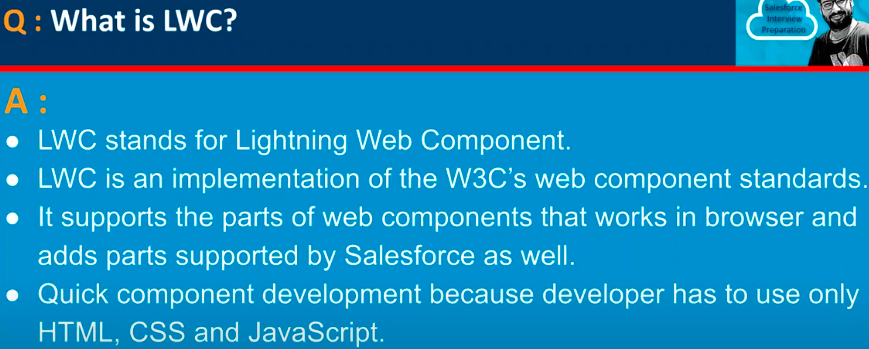 Q : What is LWC?
Salesforce
Interview
Preparation
A :
● LWC stands for Lightning Web Component.
● LWC is an implementation of the W3C’s web component standards.
● It supports the parts of web components that works in browser and
adds parts supported by Salesforce as well.
● Quick component development because developer has to use only
HTML, CSS and JavaScript.